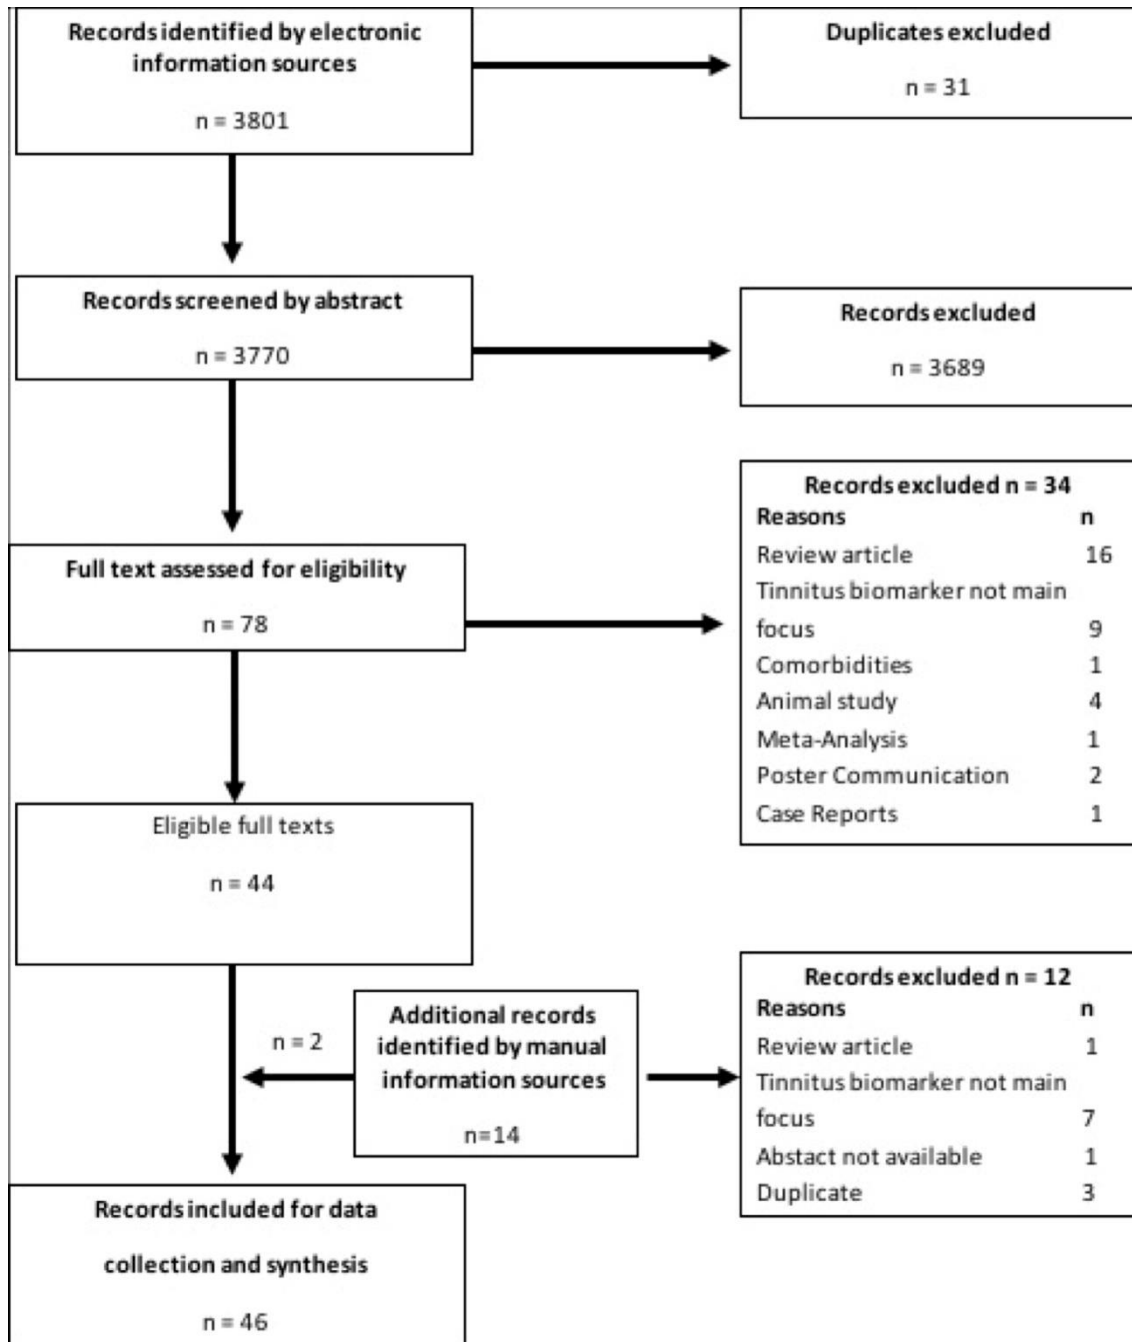 Records identified by electronic
information sources
n = 3801
Duplicates excluded
n = 31
Records screened by abstract
n = 3770
Records excluded
n = 3689
Full text assessed for eligibility
n = 78
Records excluded n = 34
Reasons n
Review article 16
Tinnitus biomarker not main
focus 9
Comorbidities 1
Animal study 4
Meta-Analysis 1
Poster Communication 2
Case Reports 1
Eligible full texts
n = 44
n = 2
Additional records
identified by manual
information sources
n=14
Records excluded n = 12
Reasons n
Review article 1
Tinnitus biomarker not main
focus 7
Abstact not available 1
Duplicate 3
Records included for data
collection and synthesis
n = 46